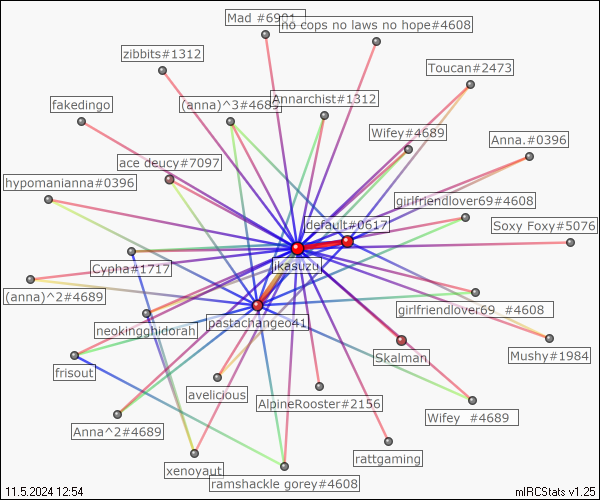 Mad #6901
no cops no laws no hope#4608
zibbits#1312
Toucan#2473
fakedingo
(anna)^3#4689
Annarchist#1312
Wifey#4689
Anna.#0396
ace deucy#7097
hypomanianna#0396
girlfriendlover69#4608
default#0617
Soxy Foxy#5076
Cypha#1717
ikasuzu
(anna)^2#4689
neokingghidorah
pastachangeo41
girlfriendlover69_#4608
Skalman
Mushy#1984
frisout
avelicious
AlpineRooster#2156
Wifey_#4689
Anna^2#4689
xenoyaut
rattgaming
ramshackle gorey#4608
11.5.2024 12:54
mIRCStats v1.25